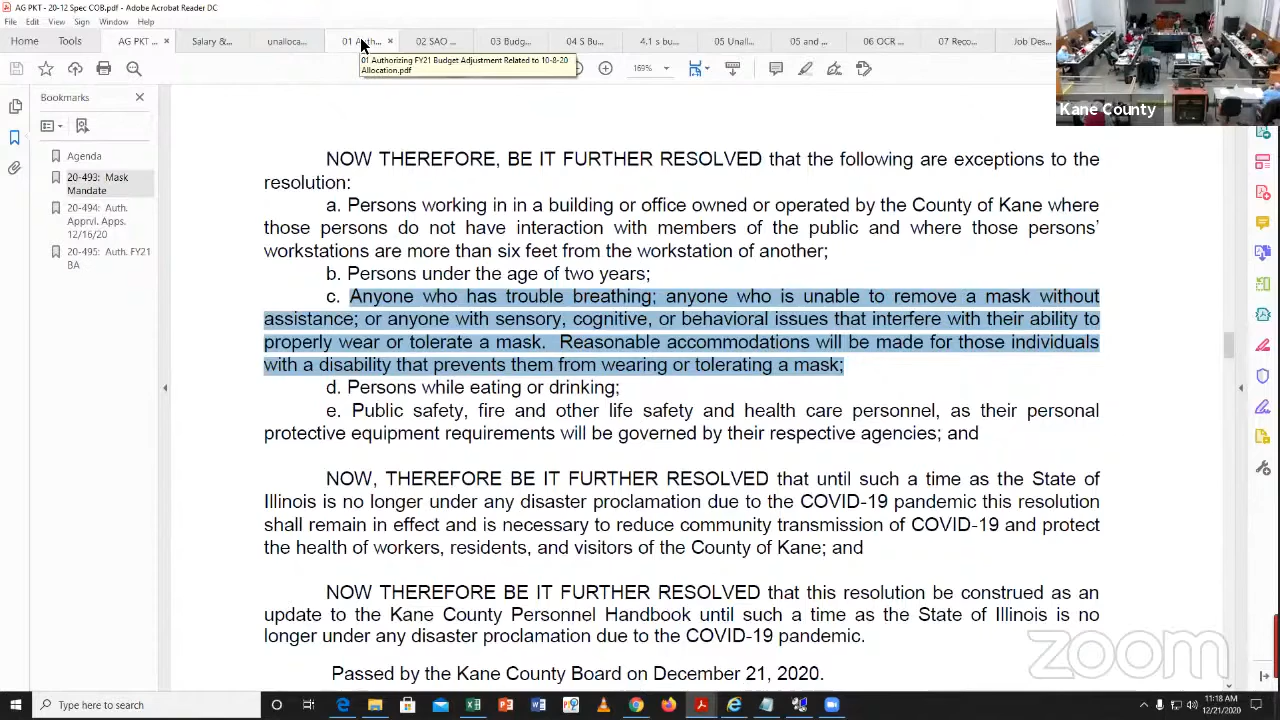 AG PKT - 20-12 Spec COB.pdf - Adobe Acrobat Reader DC
File Edit View Sign Window Help
Home Tools AG PKT ... × Salary &... unalloca... 01 Auth... × 02 SAO ... 03 Budg... 04 S Bu... 4.1 s bu... 05 Unall... 05 and ... 06 OCR ... 07 Reco... Job Des...
01 Authorizing FY21 Budget Adjustment Related to 10-8-20
Allocation.pdf
169%
Kane County
Bookmarks ×
Agenda
20-493: Mask
Mandate
20-494: Auth.
Apprvl. Apps.
12/16/20
20-495: Auth. FY21
BA
NOW THEREFORE, BE IT FURTHER RESOLVED that the following are exceptions to the
resolution:
a. Persons working in in a building or office owned or operated by the County of Kane where
those persons do not have interaction with members of the public and where those persons'
workstations are more than six feet from the workstation of another;
b. Persons under the age of two years;
c. Anyone who has trouble breathing; anyone who is unable to remove a mask without
assistance; or anyone with sensory, cognitive, or behavioral issues that interfere with their ability to
properly wear or tolerate a mask. Reasonable accommodations will be made for those individuals
with a disability that prevents them from wearing or tolerating a mask;
d. Persons while eating or drinking;
e. Public safety, fire and other life safety and health care personnel, as their personal
protective equipment requirements will be governed by their respective agencies; and
NOW, THEREFORE BE IT FURTHER RESOLVED that until such a time as the State of
Illinois is no longer under any disaster proclamation due to the COVID-19 pandemic this resolution
shall remain in effect and is necessary to reduce community transmission of COVID-19 and protect
the health of workers, residents, and visitors of the County of Kane; and
NOW THEREFORE BE IT FURTHER RESOLVED that this resolution be construed as an
update to the Kane County Personnel Handbook until such a time as the State of Illinois is no
longer under any disaster proclamation due to the COVID-19 pandemic.
Passed by the Kane County Board on December 21, 2020.
zoom
Type here to search
11:18 AM
12/21/2020